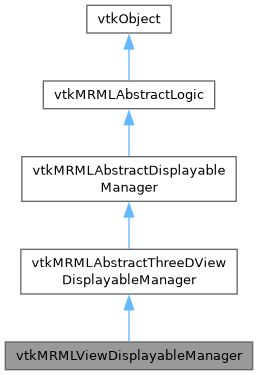 vtkObject
vtkMRMLAbstractLogic
vtkMRMLAbstractDisplayable
Manager
vtkMRMLAbstractThreeDView
DisplayableManager
vtkMRMLViewDisplayableManager